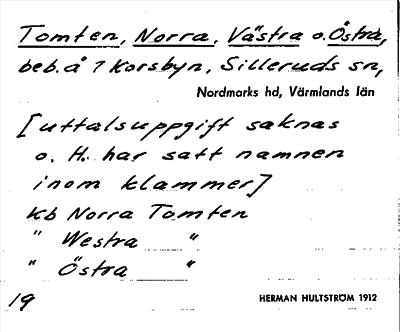 Tomten, Norra, Västra o. Östra,
beb. å ? Korsbyn, Silleruds sn,
Nordmarks hd, Värmlands län
[uttalsuppgift saknas
o. H. har satt namnen
inom klammer]
Kb Norra Tomten
" Westra "
" Östra "
19
HERMAN HULTSTRÖM 1912